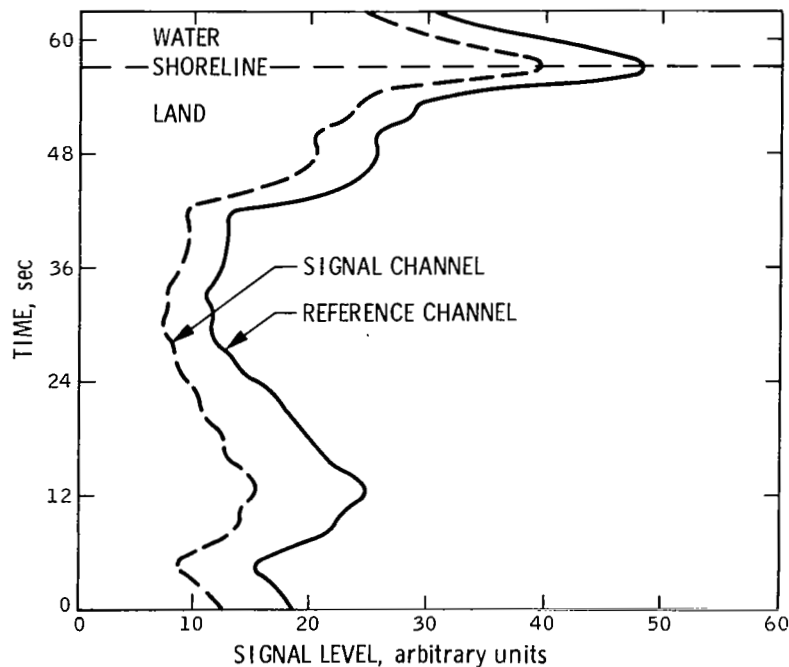 60
WATER
SHORELINE
LAND
48
36
SIGNAL CHANNEL
REFERENCE CHANNEL
TIME, sec
24
12
0
0 10 20 30 40 50 60
SIGNAL LEVEL, arbitrary units